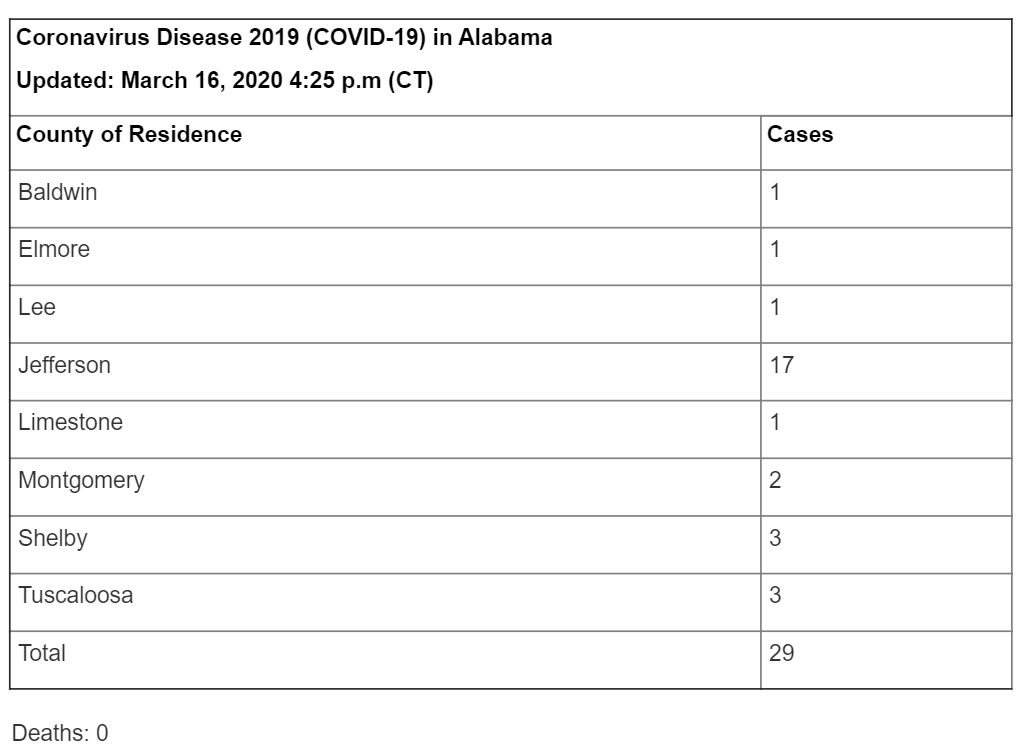 Coronavirus Disease 2019 (COVID-19) in Alabama
Updated: March 16, 2020 4:25 p.m (CT)
County of Residence Cases
Baldwin 1
Elmore 1
Lee 1
Jefferson 17
Limestone 1
Montgomery 2
Shelby 3
Tuscaloosa 3
Total 29
Deaths: 0